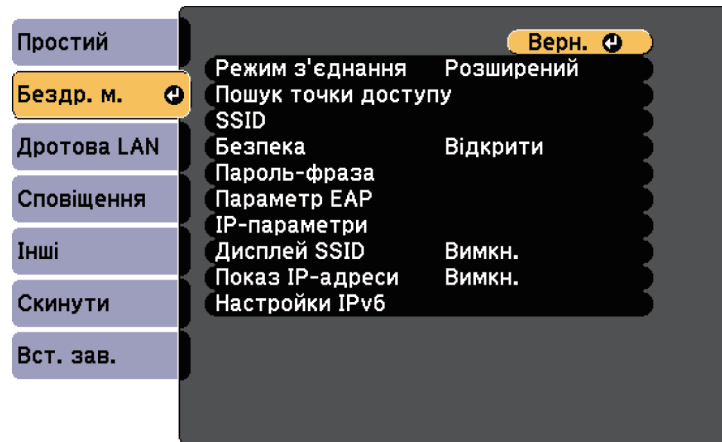 Простий
Бездр. м.
Дротова LAN
Сповіщення
Інші
Скинути
Вст. зав.
Верн.
Режим з'єднання Розширений
Пошук точки доступу
SSID
Безпека Відкрити
Пароль-фраза
Параметр EAP
IP-параметри
Дисплей SSID Вимкн.
Показ IP-адреси Вимкн.
Настройки IPv6